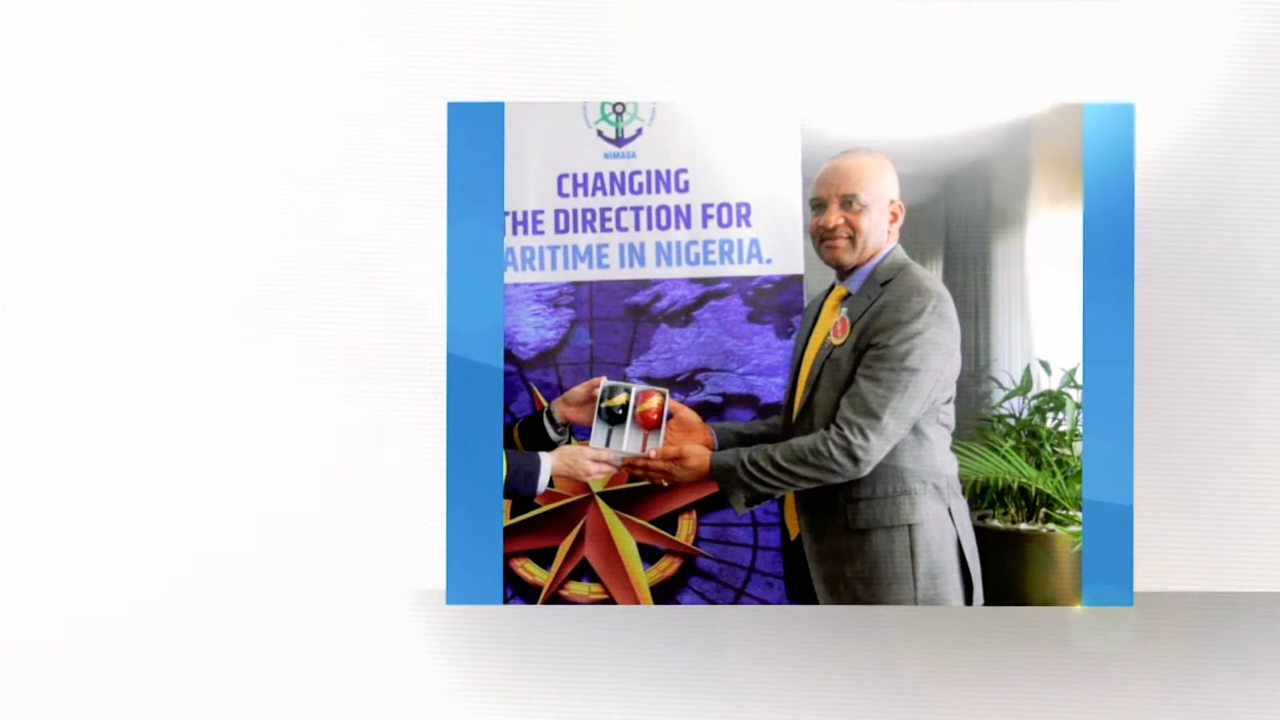 NIMASA
CHANGING
THE DIRECTION FOR
ARITIME IN NIGERIA.